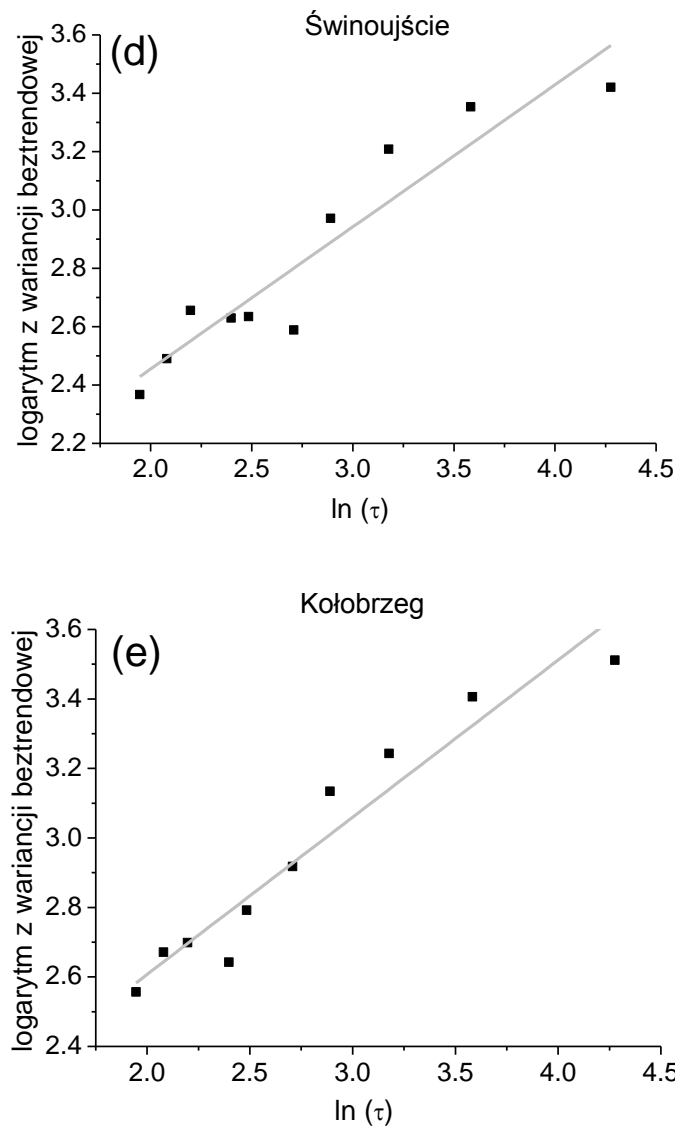 Świnoujście
(d)
logarytm z wariancji beztrendowej
3.6
3.4
3.2
3.0
2.8
2.6
2.4
2.2
2.0 2.5 3.0 3.5 4.0 4.5
ln (τ)
Kołobrzeg
(e)
logarytm z wariancji beztrendowej
3.6
3.4
3.2
3.0
2.8
2.6
2.4
2.0 2.5 3.0 3.5 4.0 4.5
ln (τ)